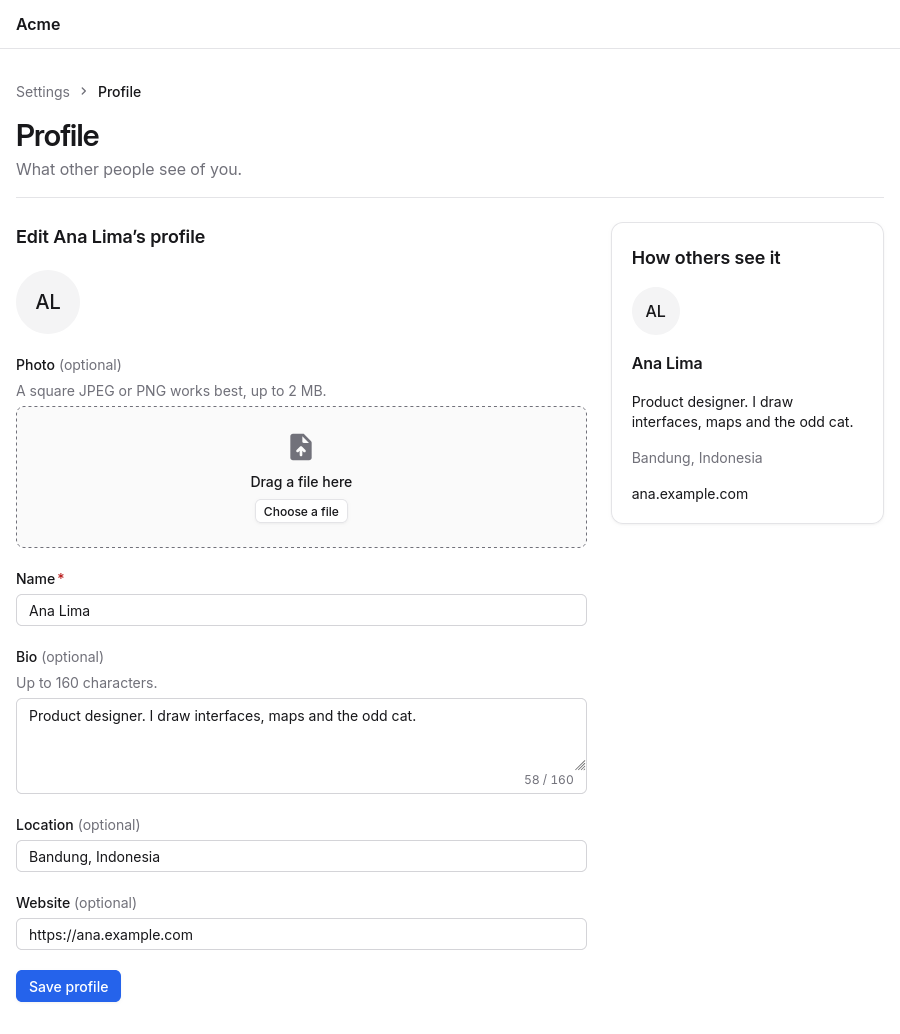 Acme
Settings
Profile
Profile
What other people see of you.
Edit Ana Lima’s profile
AL
Photo (optional)
A square JPEG or PNG works best, up to 2 MB.
Drag a file here
Choose a file
Name*
Ana Lima
Bio (optional)
Up to 160 characters.
Product designer. I draw interfaces, maps and the odd cat.
58 / 160
Location (optional)
Bandung, Indonesia
Website (optional)
https://ana.example.com
Save profile
How others see it
AL
Ana Lima
Product designer. I draw
interfaces, maps and the odd cat.
Bandung, Indonesia
ana.example.com